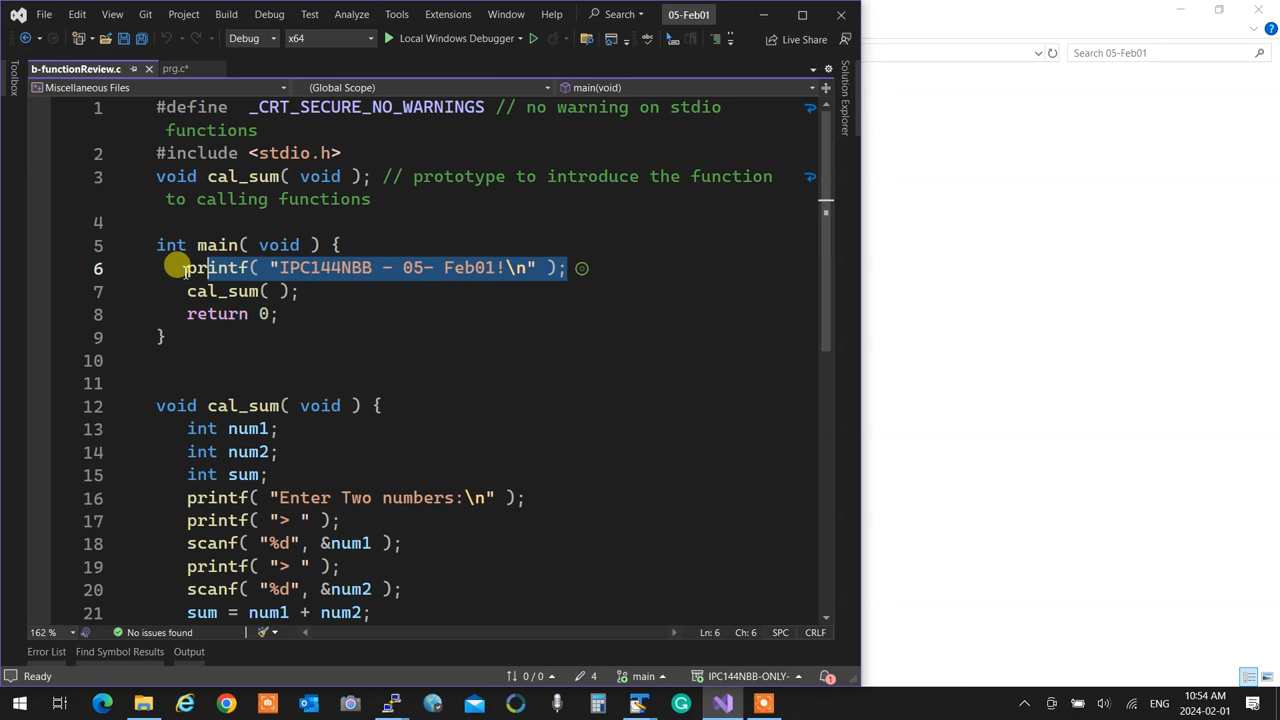 File Edit View Git Project Build Debug Test Analyze Tools Extensions Window Help Search 05-Feb01
Debug x64 Local Windows Debugger Live Share
Search 05-Feb01
b-functionReview.c prg.c*
Miscellaneous Files (Global Scope) main(void)
Toolbox
Solution Explorer
1 #define _CRT_SECURE_NO_WARNINGS // no warning on stdio
functions
2 #include <stdio.h>
3 void cal_sum( void ); // prototype to introduce the function
to calling functions
4
5 int main( void ) {
6 printf( "IPC144NBB - 05- Feb01!\n" );
7 cal_sum( );
8 return 0;
9 }
10
11
12 void cal_sum( void ) {
13 int num1;
14 int num2;
15 int sum;
16 printf( "Enter Two numbers:\n" );
17 printf( "> " );
18 scanf( "%d", &num1 );
19 printf( "> " );
20 scanf( "%d", &num2 );
21 sum = num1 + num2;
162 % No issues found Ln: 6 Ch: 6 SPC CRLF
Error List Find Symbol Results Output
Ready 0 / 0 4 main IPC144NBB-ONLY- 1
ENG 10:54 AM
2024-02-01